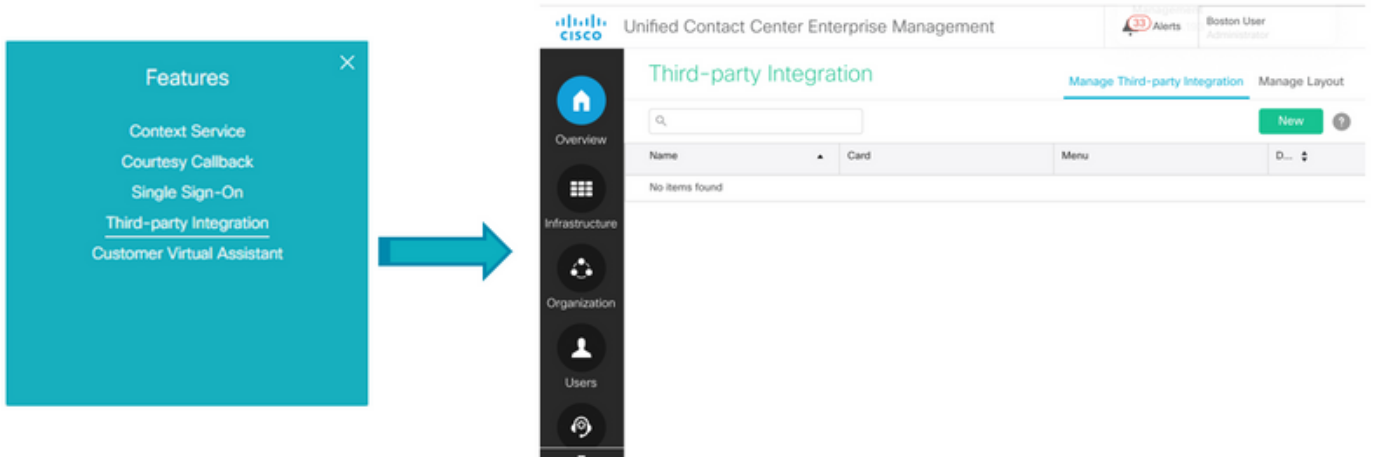 Features
Context Service
Courtesy Callback
Single Sign-On
Third-party Integration
Customer Virtual Assistant
CISCO
Unified Contact Center Enterprise Management
Management
33 Alerts
Boston User
Administrator
Third-party Integration
Manage Third-party Integration
Manage Layout
New
?
Name
Card
Menu
D...
No items found
Overview
Infrastructure
Organization
Users